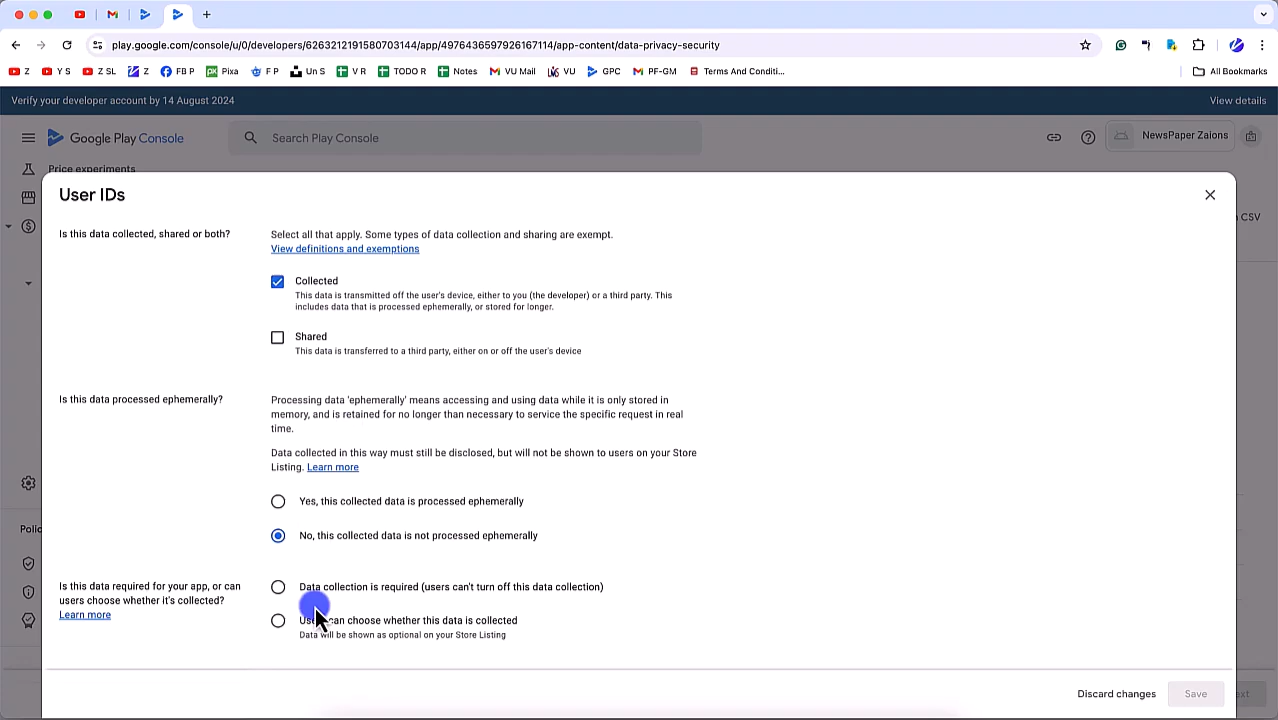 play.google.com/console/u/0/developers/6263212191580703144/app/4976436597926167114/app-content/data-privacy-security
Z
Y S
Z SL
Z
FB P
Pixa
F P
Un S
V R
TODO R
Notes
VU Mail
VU
GPC
PF-GM
Terms And Conditi...
All Bookmarks
Verify your developer account by 14 August 2024
View details
Google Play Console
Search Play Console
NewsPaper Zaions
Price experiments
CSV
User IDs
Is this data collected, shared or both?
Select all that apply. Some types of data collection and sharing are exempt.
View definitions and exemptions
Collected
This data is transmitted off the user's device, either to you (the developer) or a third party. This
includes data that is processed ephemerally, or stored for longer.
Shared
This data is transferred to a third party, either on or off the user's device
Is this data processed ephemerally?
Processing data 'ephemerally' means accessing and using data while it is only stored in
memory, and is retained for no longer than necessary to service the specific request in real
time.
Data collected in this way must still be disclosed, but will not be shown to users on your Store
Listing. Learn more
Yes, this collected data is processed ephemerally
No, this collected data is not processed ephemerally
Polic
Is this data required for your app, or can
users choose whether it's collected?
Learn more
Data collection is required (users can't turn off this data collection)
can choose whether this data is collected
Data will be shown as optional on your Store Listing
Discard changes
Save
ext